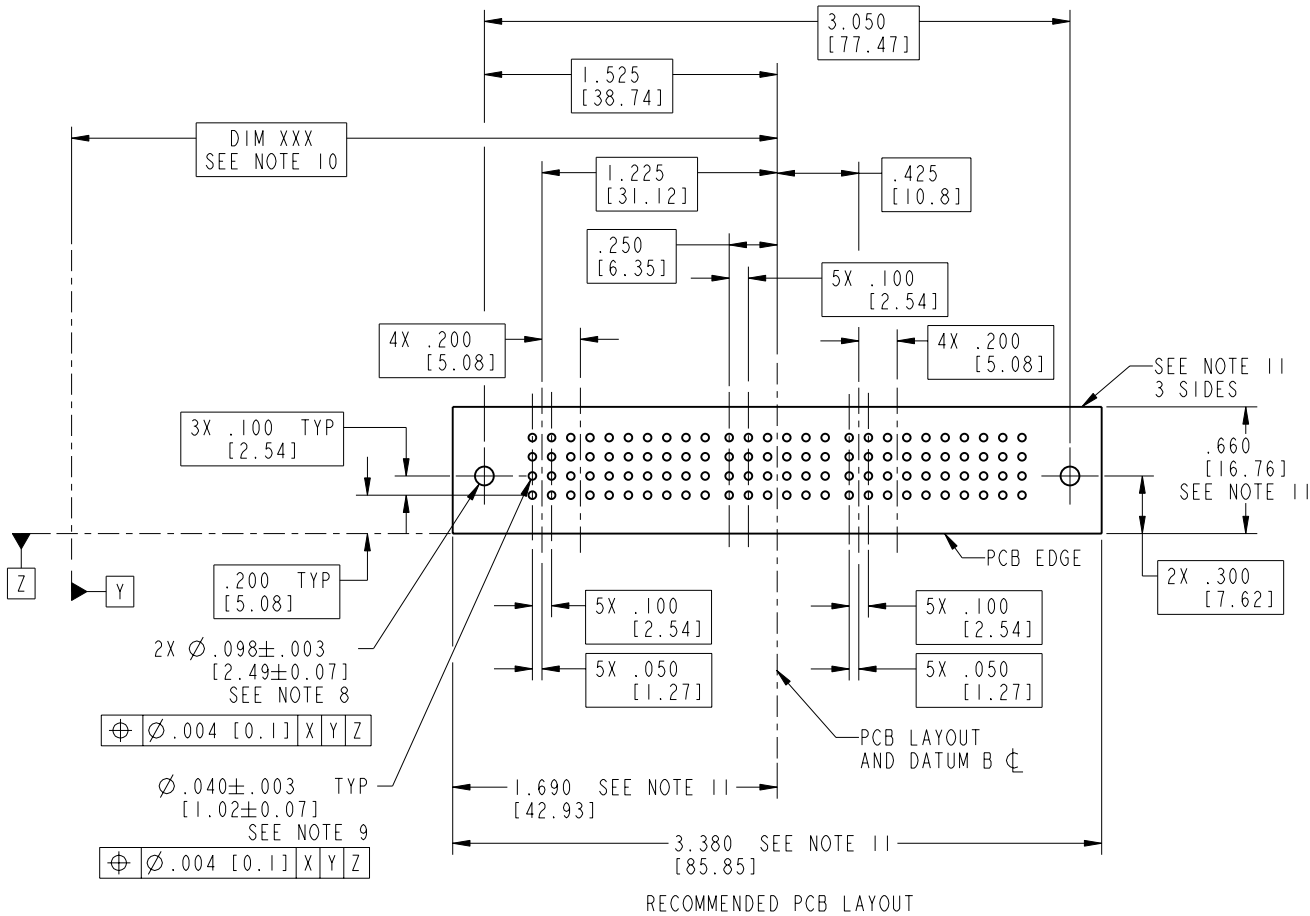 3.050
[77.47]
1.525
[38.74]
DIM XXX
SEE NOTE 10
1.225
[31.12]
.425
[10.8]
.250
[6.35]
5X .100
[2.54]
4X .200
[5.08]
4X .200
[5.08]
SEE NOTE 11
3 SIDES
3X .100 TYP
[2.54]
.660
[16.76]
SEE NOTE 11
PCB EDGE
Z
Y
.200 TYP
[5.08]
2X .300
[7.62]
5X .100
[2.54]
5X .100
[2.54]
2X Ø.098±.003
[2.49±0.07]
SEE NOTE 8
5X .050
[1.27]
5X .050
[1.27]
⌖ Ø.004 [0.1] X Y Z
PCB LAYOUT
AND DATUM B ℄
Ø.040±.003 TYP
[1.02±0.07]
SEE NOTE 9
⌖ Ø.004 [0.1] X Y Z
1.690 SEE NOTE 11
[42.93]
3.380 SEE NOTE 11
[85.85]
RECOMMENDED PCB LAYOUT